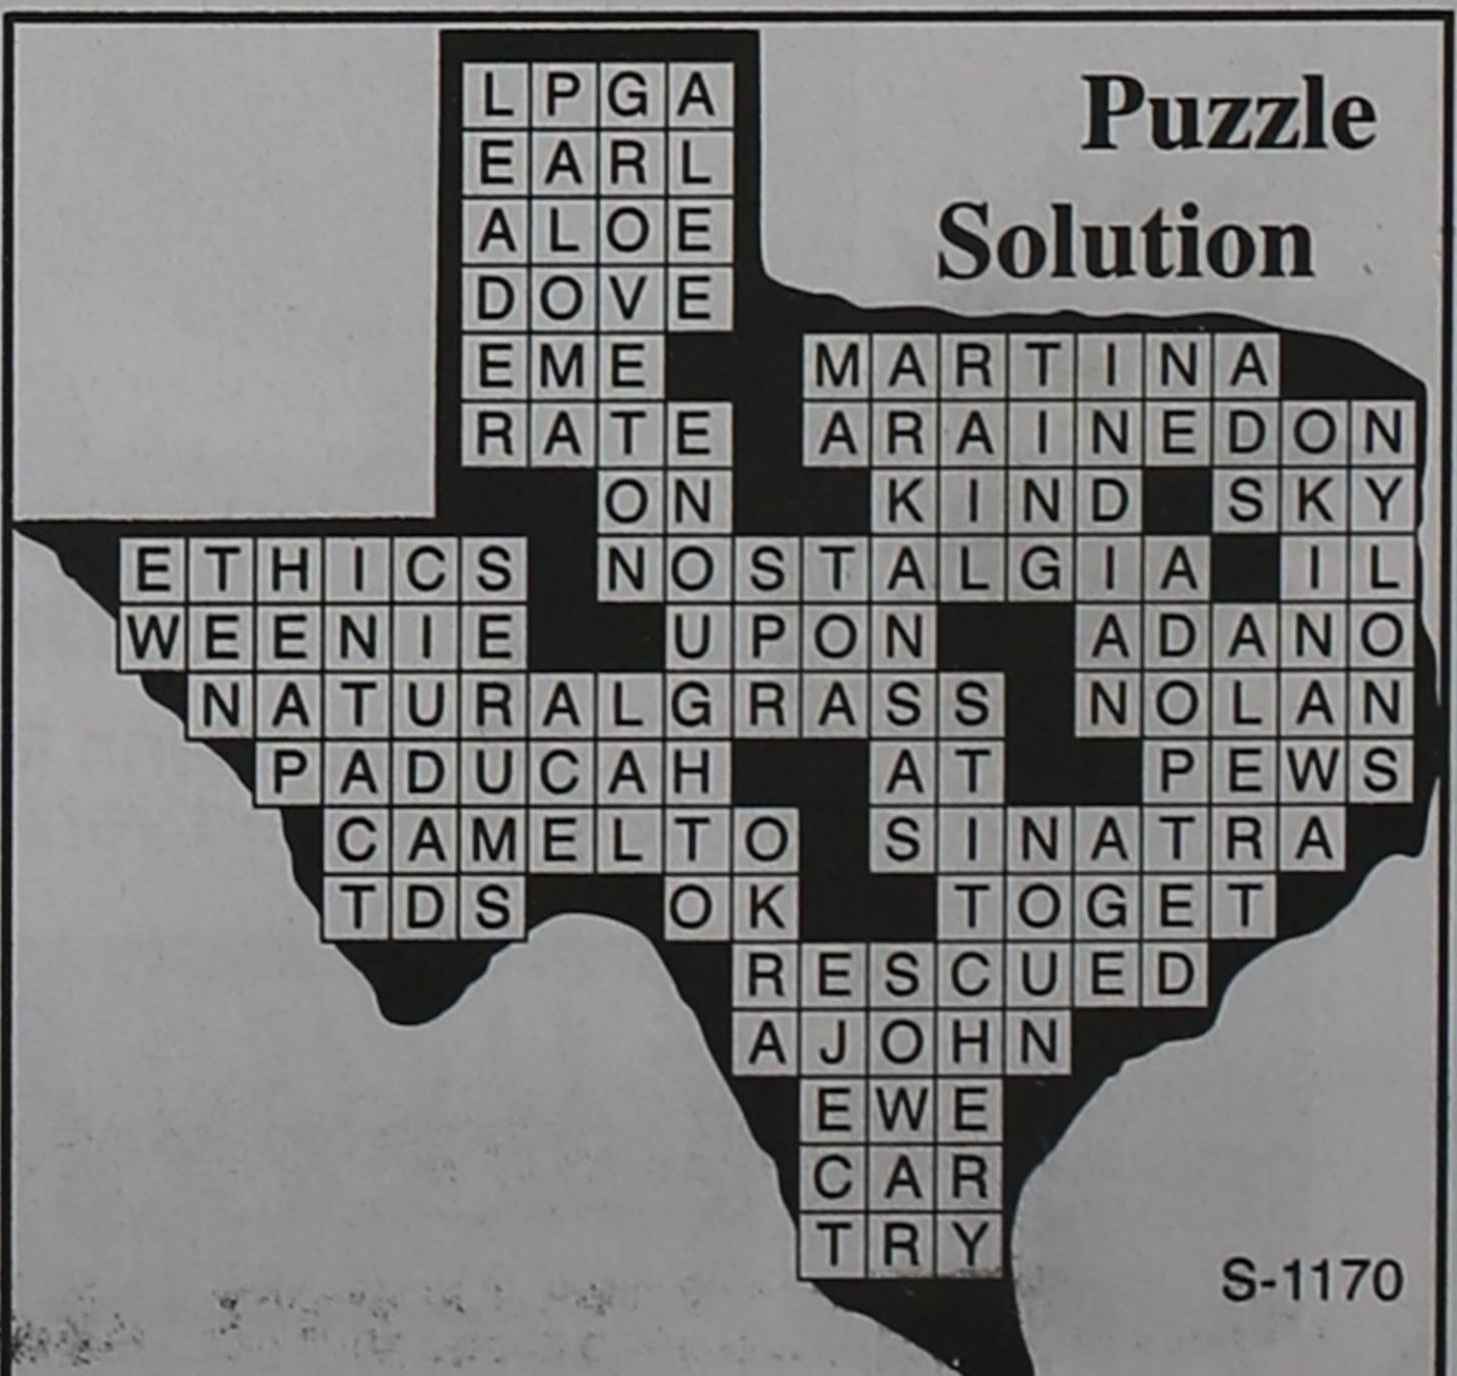 Puzzle
Solution
LPGA
EARL
ALOE
DOVE
EME MARTINA
RATE ARAINEDON
ON KIND SKY
ETHICS NOSTALGIA IL
WEENIE UPON ADANO
NATURALGRASS NOLAN
PADUCAH AT PEWS
CAMELTO SINATRA
TDS OK TOGET
RESCUED
AJOHN
EWE
CAR
TRY
S-1170